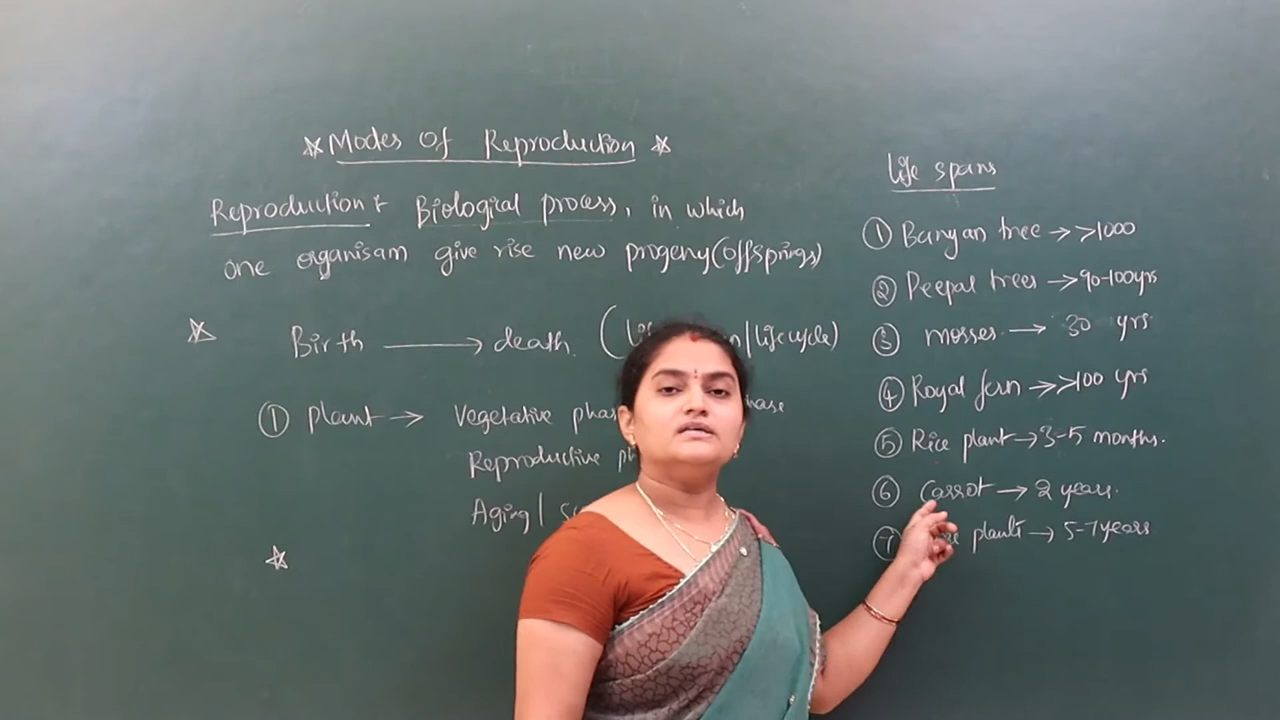 ☆ Modes Of Reproduction ☆
Reproduction: Biological process, in which
one organisam give rise new progeny (offsprings)
☆ Birth ⟶ death. ( /lifecycle)
① plant → Vegetative
Reproductive
Aging /
☆
life spans
① Banyan tree → >1000
② Peepal trees → 90-100yrs
③ mosses → 30 yrs
④ Royal fern → >100 yrs
⑤ Rice plant → 3-5 months.
⑥ Carrot → 2 years.
⑦ plants → 5-7 years